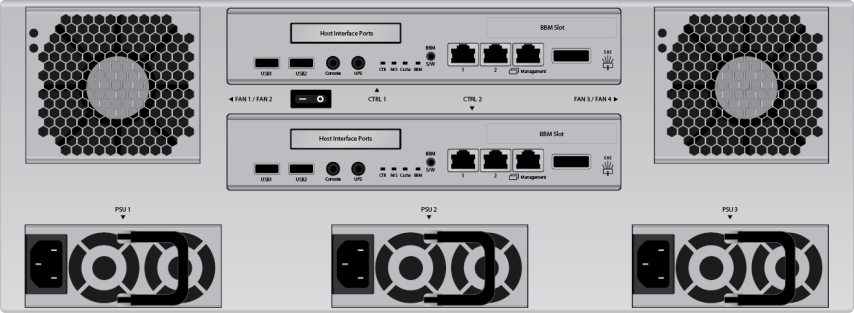 Host Interface Ports
BBM Slot
BBM
S/W
SAS
USB1 USB2 Console UPS CTR NES Cache BBM 1 2 Management
◀ FAN 1 / FAN 2 CTRL 1 CTRL 2 FAN 3 / FAN 4 ▶
Host Interface Ports
BBM Slot
BBM
S/W
SAS
USB1 USB2 Console UPS CTR NES Cache BBM 1 2 Management
PSU 1 PSU 2 PSU 3